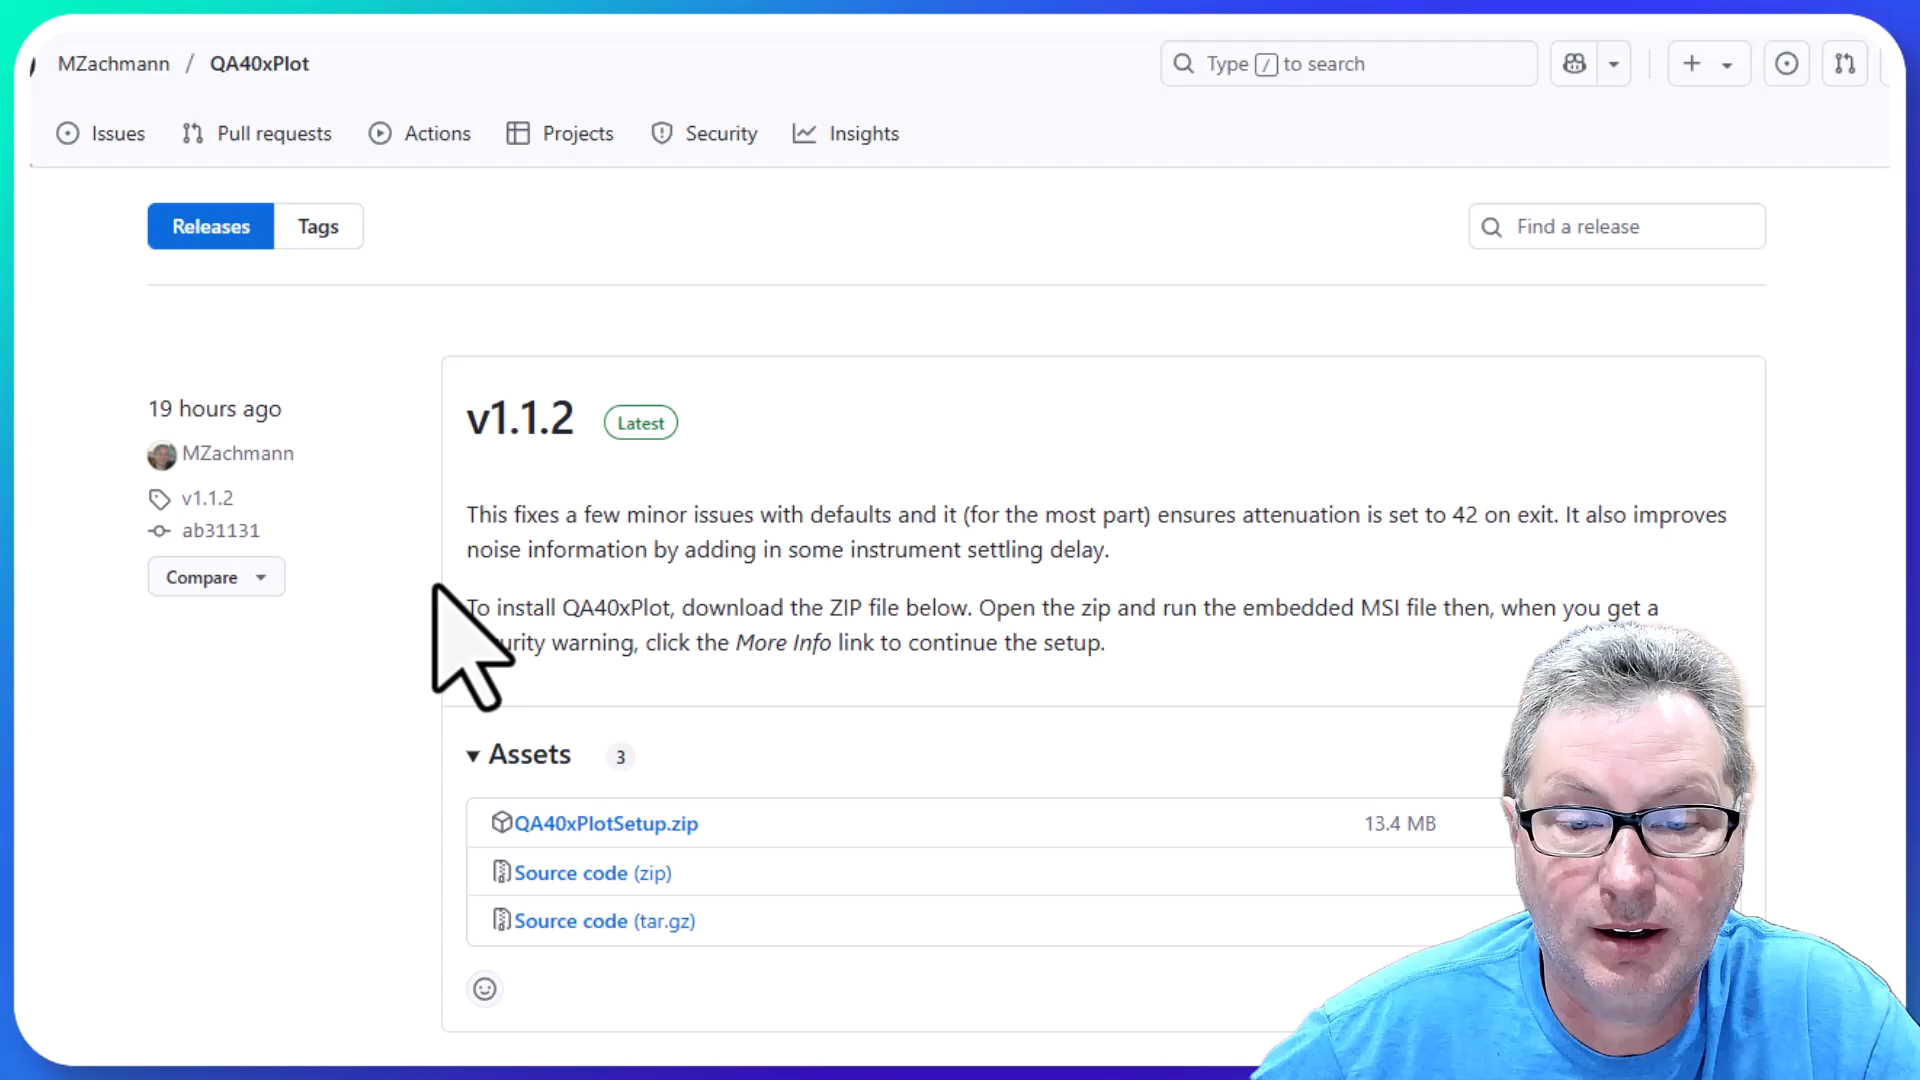 MZachmann / QA40xPlot
Type / to search
Issues
Pull requests
Actions
Projects
Security
Insights
Releases
Tags
Find a release
19 hours ago
MZachmann
v1.1.2
ab31131
Compare
v1.1.2
Latest
This fixes a few minor issues with defaults and it (for the most part) ensures attenuation is set to 42 on exit. It also improves
noise information by adding in some instrument settling delay.
To install QA40xPlot, download the ZIP file below. Open the zip and run the embedded MSI file then, when you get a
urity warning, click the More Info link to continue the setup.
Assets 3
QA40xPlotSetup.zip
13.4 MB
Source code (zip)
Source code (tar.gz)